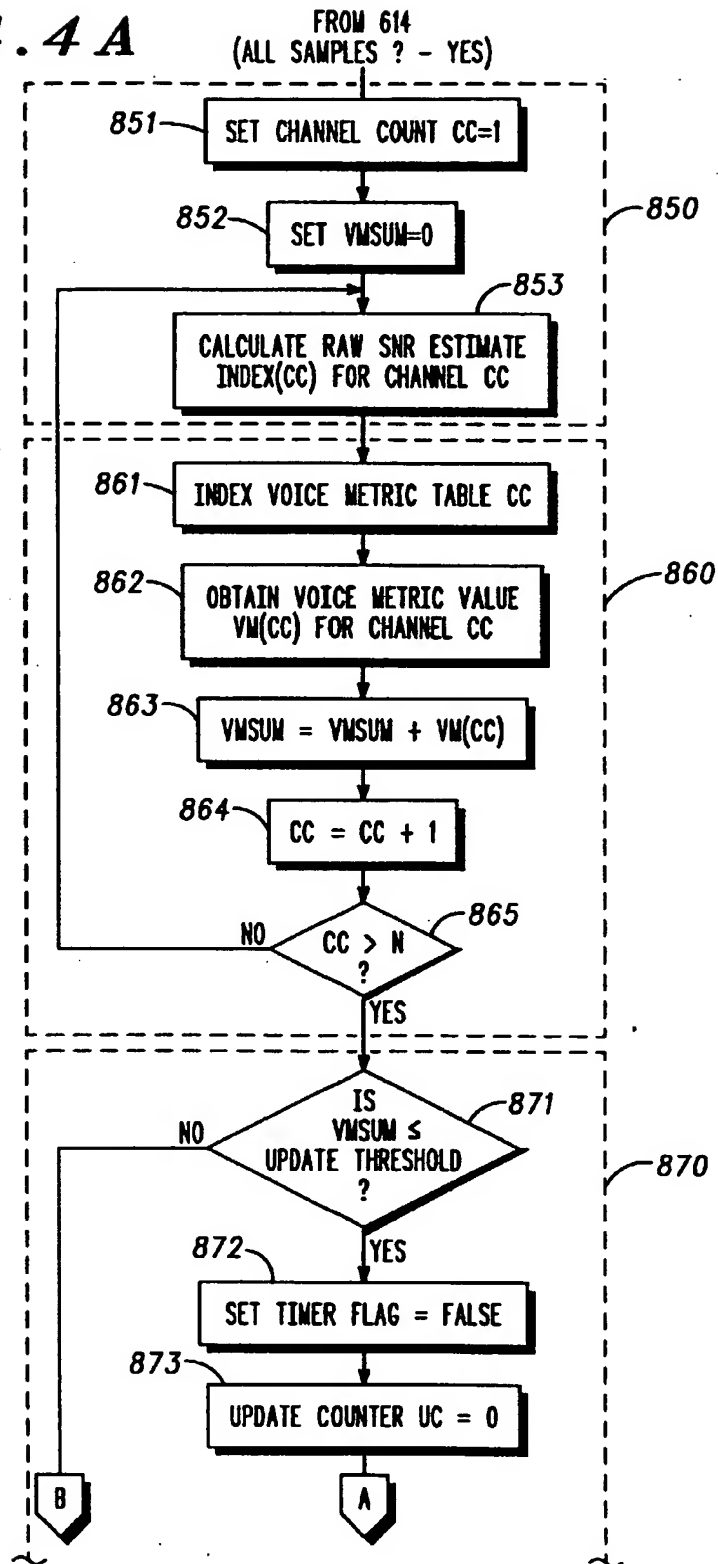 .4A
FROM 614
(ALL SAMPLES ? - YES)
851
SET CHANNEL COUNT CC=1
850
852
SET VMSUM=0
853
CALCULATE RAW SNR ESTIMATE
INDEX(CC) FOR CHANNEL CC
861
INDEX VOICE METRIC TABLE CC
860
862
OBTAIN VOICE METRIC VALUE
VM(CC) FOR CHANNEL CC
863
VMSUM = VMSUM + VM(CC)
864
CC = CC + 1
865
NO
CC > N
?
YES
871
IS
VMSUM ≤
UPDATE THRESHOLD
?
NO
870
YES
872
SET TIMER FLAG = FALSE
873
UPDATE COUNTER UC = 0
B
A